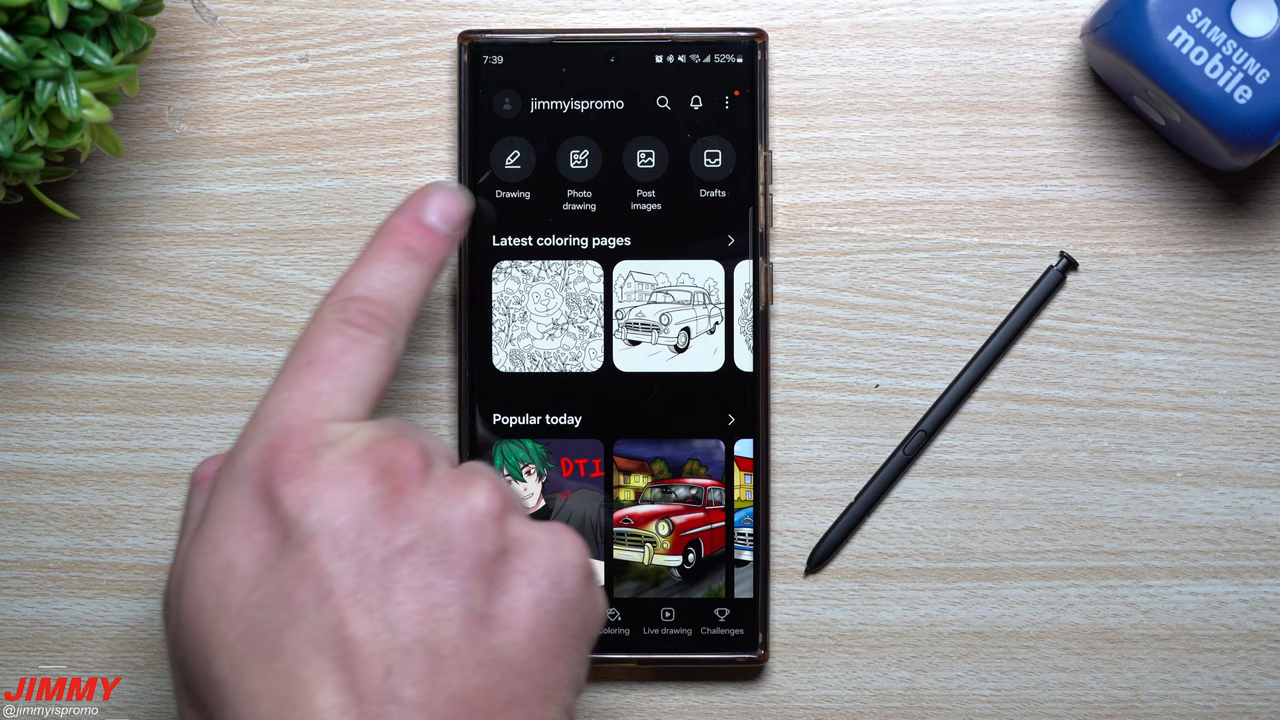 7:39
52%
jimmyispromo
Drawing
Photo
drawing
Post
images
Drafts
Latest coloring pages
Popular today
DTI
Coloring
Live drawing
Challenges
SAMSUNG
mobile
JIMMY
@jimmyispromo